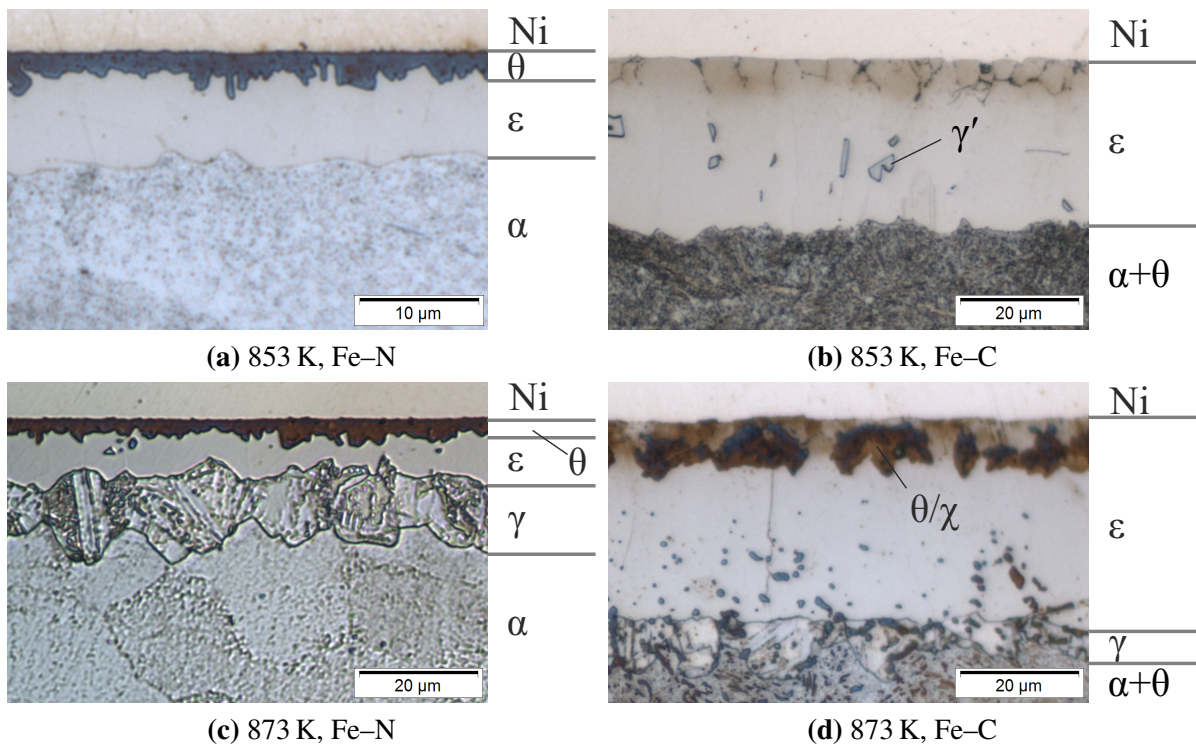 Ni
θ
ε
α
10 µm
(a) 853 K, Fe–N
Ni
γ′
ε
α+θ
20 µm
(b) 853 K, Fe–C
Ni
θ
ε
γ
α
20 µm
(c) 873 K, Fe–N
Ni
θ/χ
ε
γ
α+θ
20 µm
(d) 873 K, Fe–C